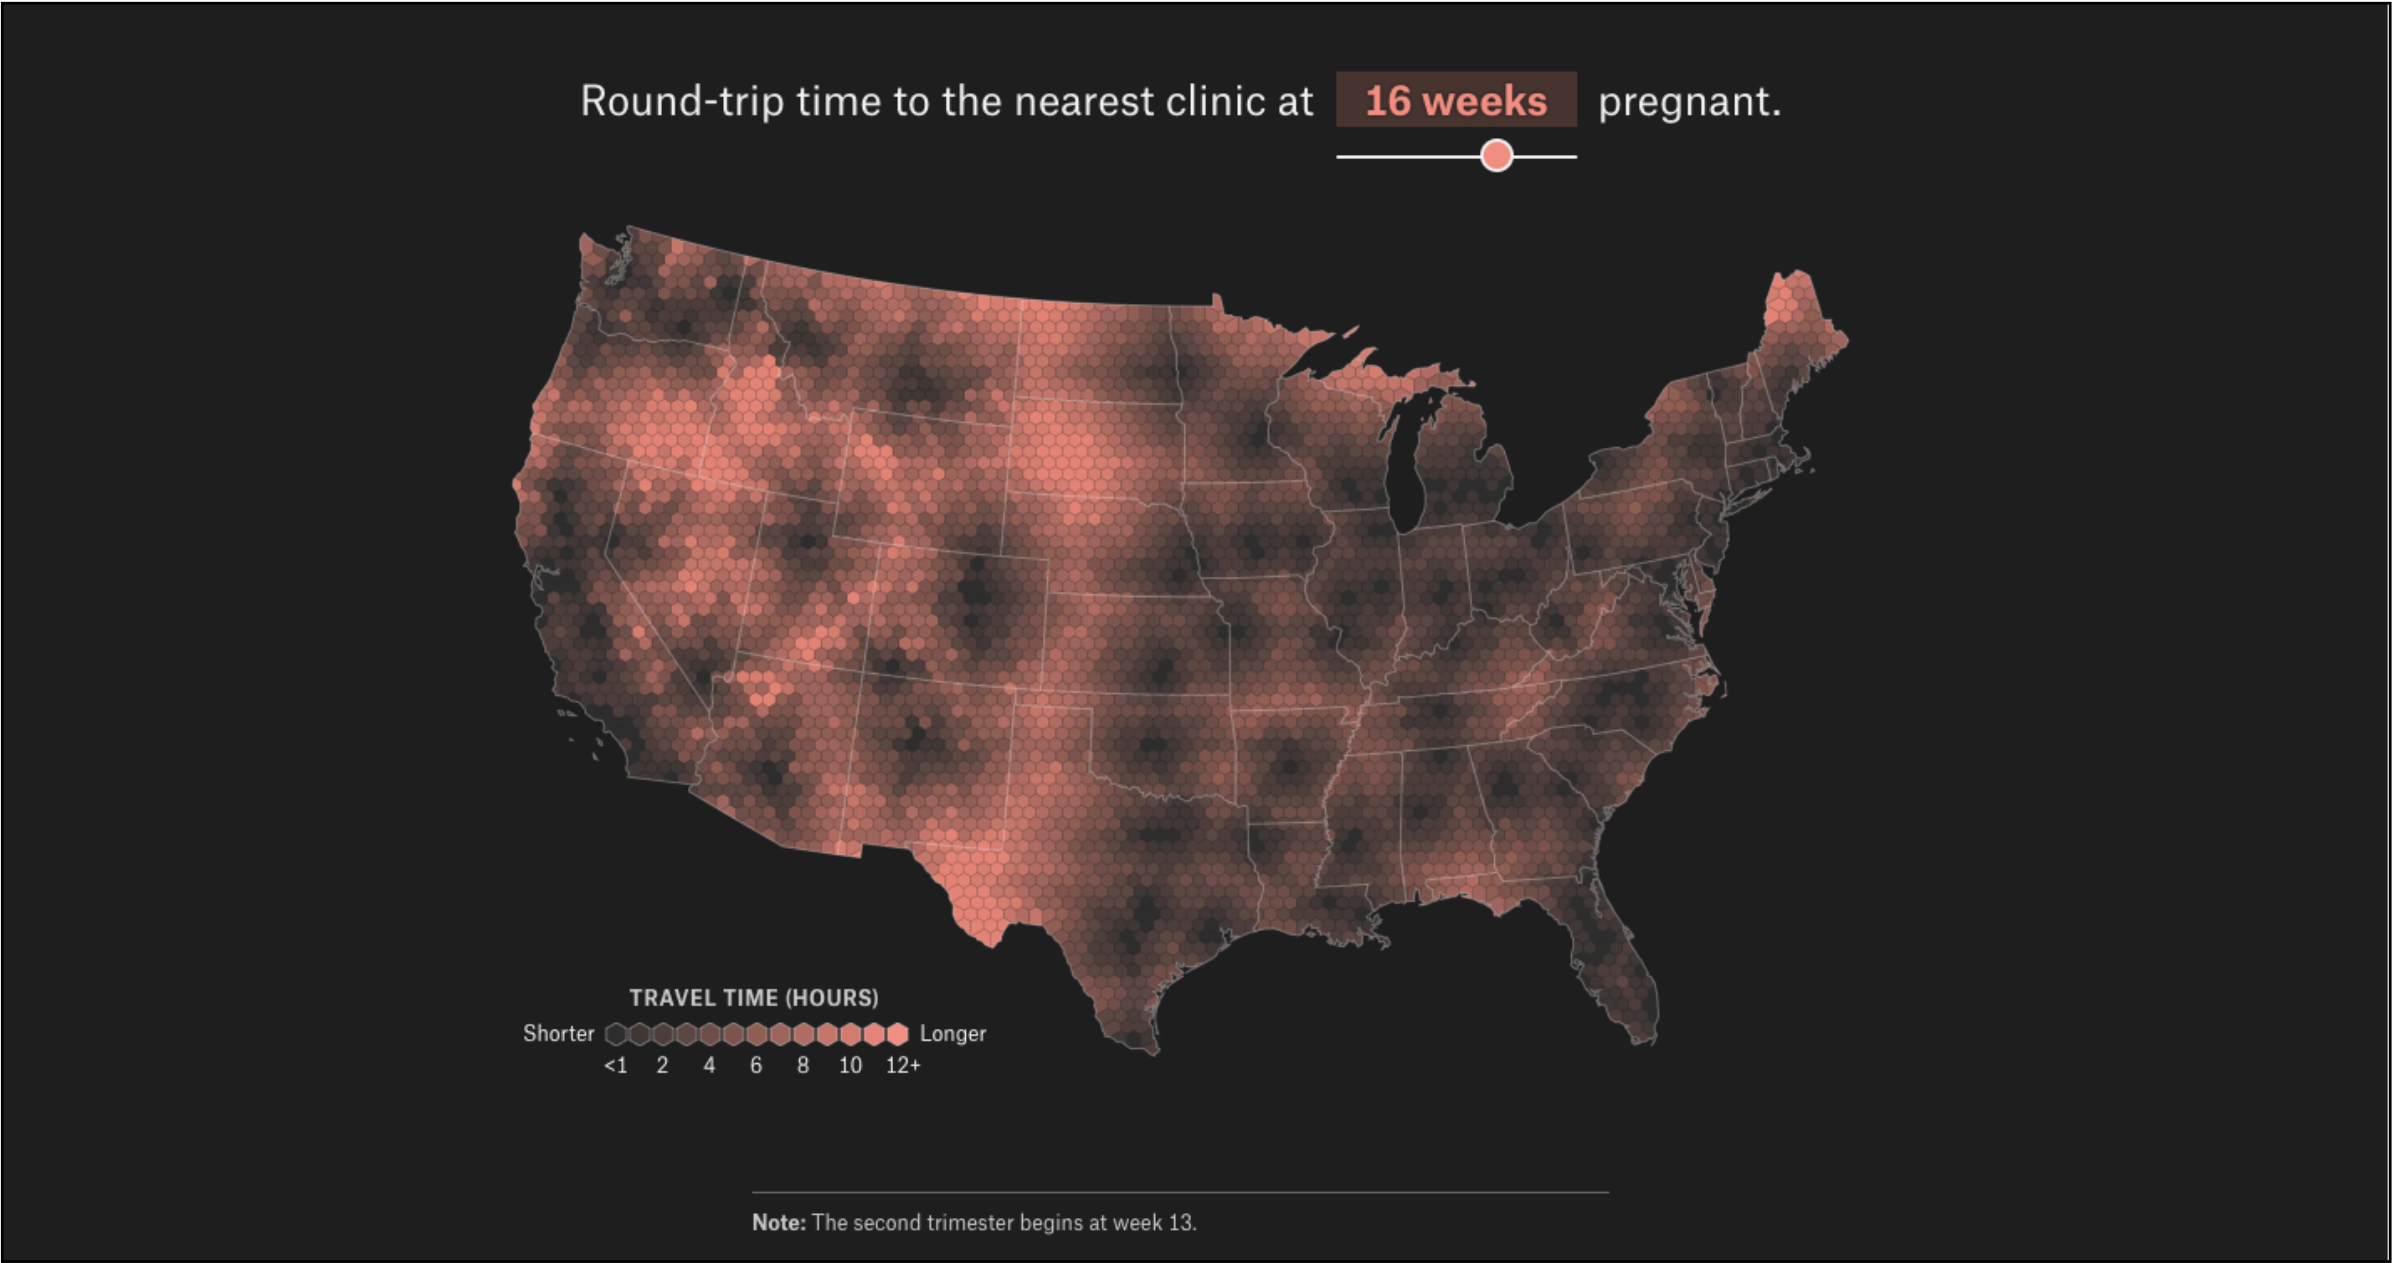 Round-trip time to the nearest clinic at 16 weeks pregnant.
TRAVEL TIME (HOURS)
Shorter Longer
<1 2 4 6 8 10 12+
Note: The second trimester begins at week 13.